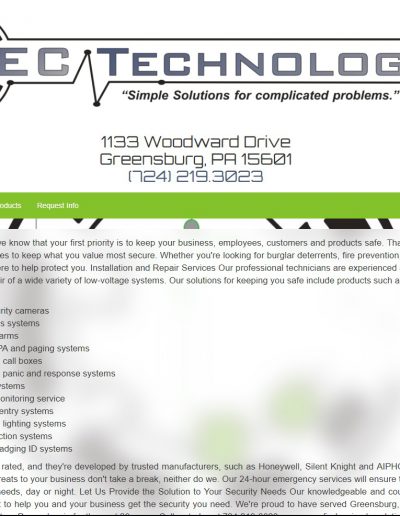 EC TECHNOLOG
“Simple Solutions for complicated problems.”
1133 Woodward Drive
Greensburg, PA 15601
(724) 219.3023
oducts Request Info
e know that your first priority is to keep your business, employees, customers and products safe. Tha
es to keep what you value most secure. Whether you're looking for burglar deterrents, fire prevention
ere to help protect you. Installation and Repair Services Our professional technicians are experienced a
ir of a wide variety of low-voltage systems. Our solutions for keeping you safe include products such a
rity cameras
s systems
arms
PA and paging systems
call boxes
panic and response systems
ystems
onitoring service
entry systems
lighting systems
ction systems
adging ID systems
rated, and they're developed by trusted manufacturers, such as Honeywell, Silent Knight and AIPHO
reats to your business don't take a break, neither do we. Our 24-hour emergency services will ensure t
needs, day or night. Let Us Provide the Solution to Your Security Needs Our knowledgeable and cou
t to help you and your business get the security you need. We're proud to have served Greensburg,